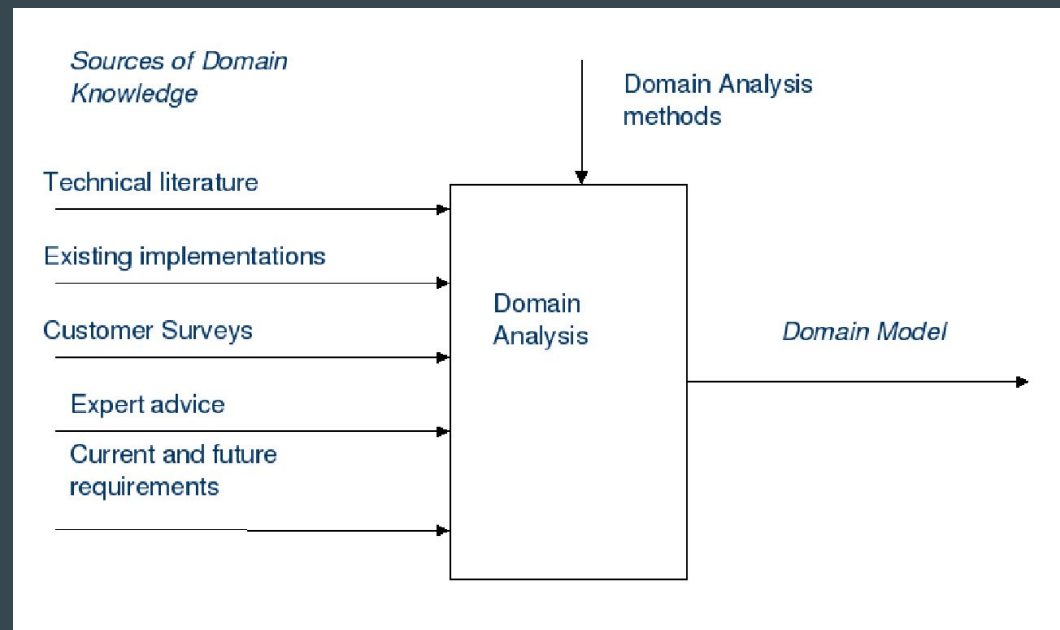 Sources of Domain
Knowledge
Domain Analysis
methods
Technical literature
Existing implementations
Customer Surveys
Expert advice
Current and future
requirements
Domain
Analysis
Domain Model